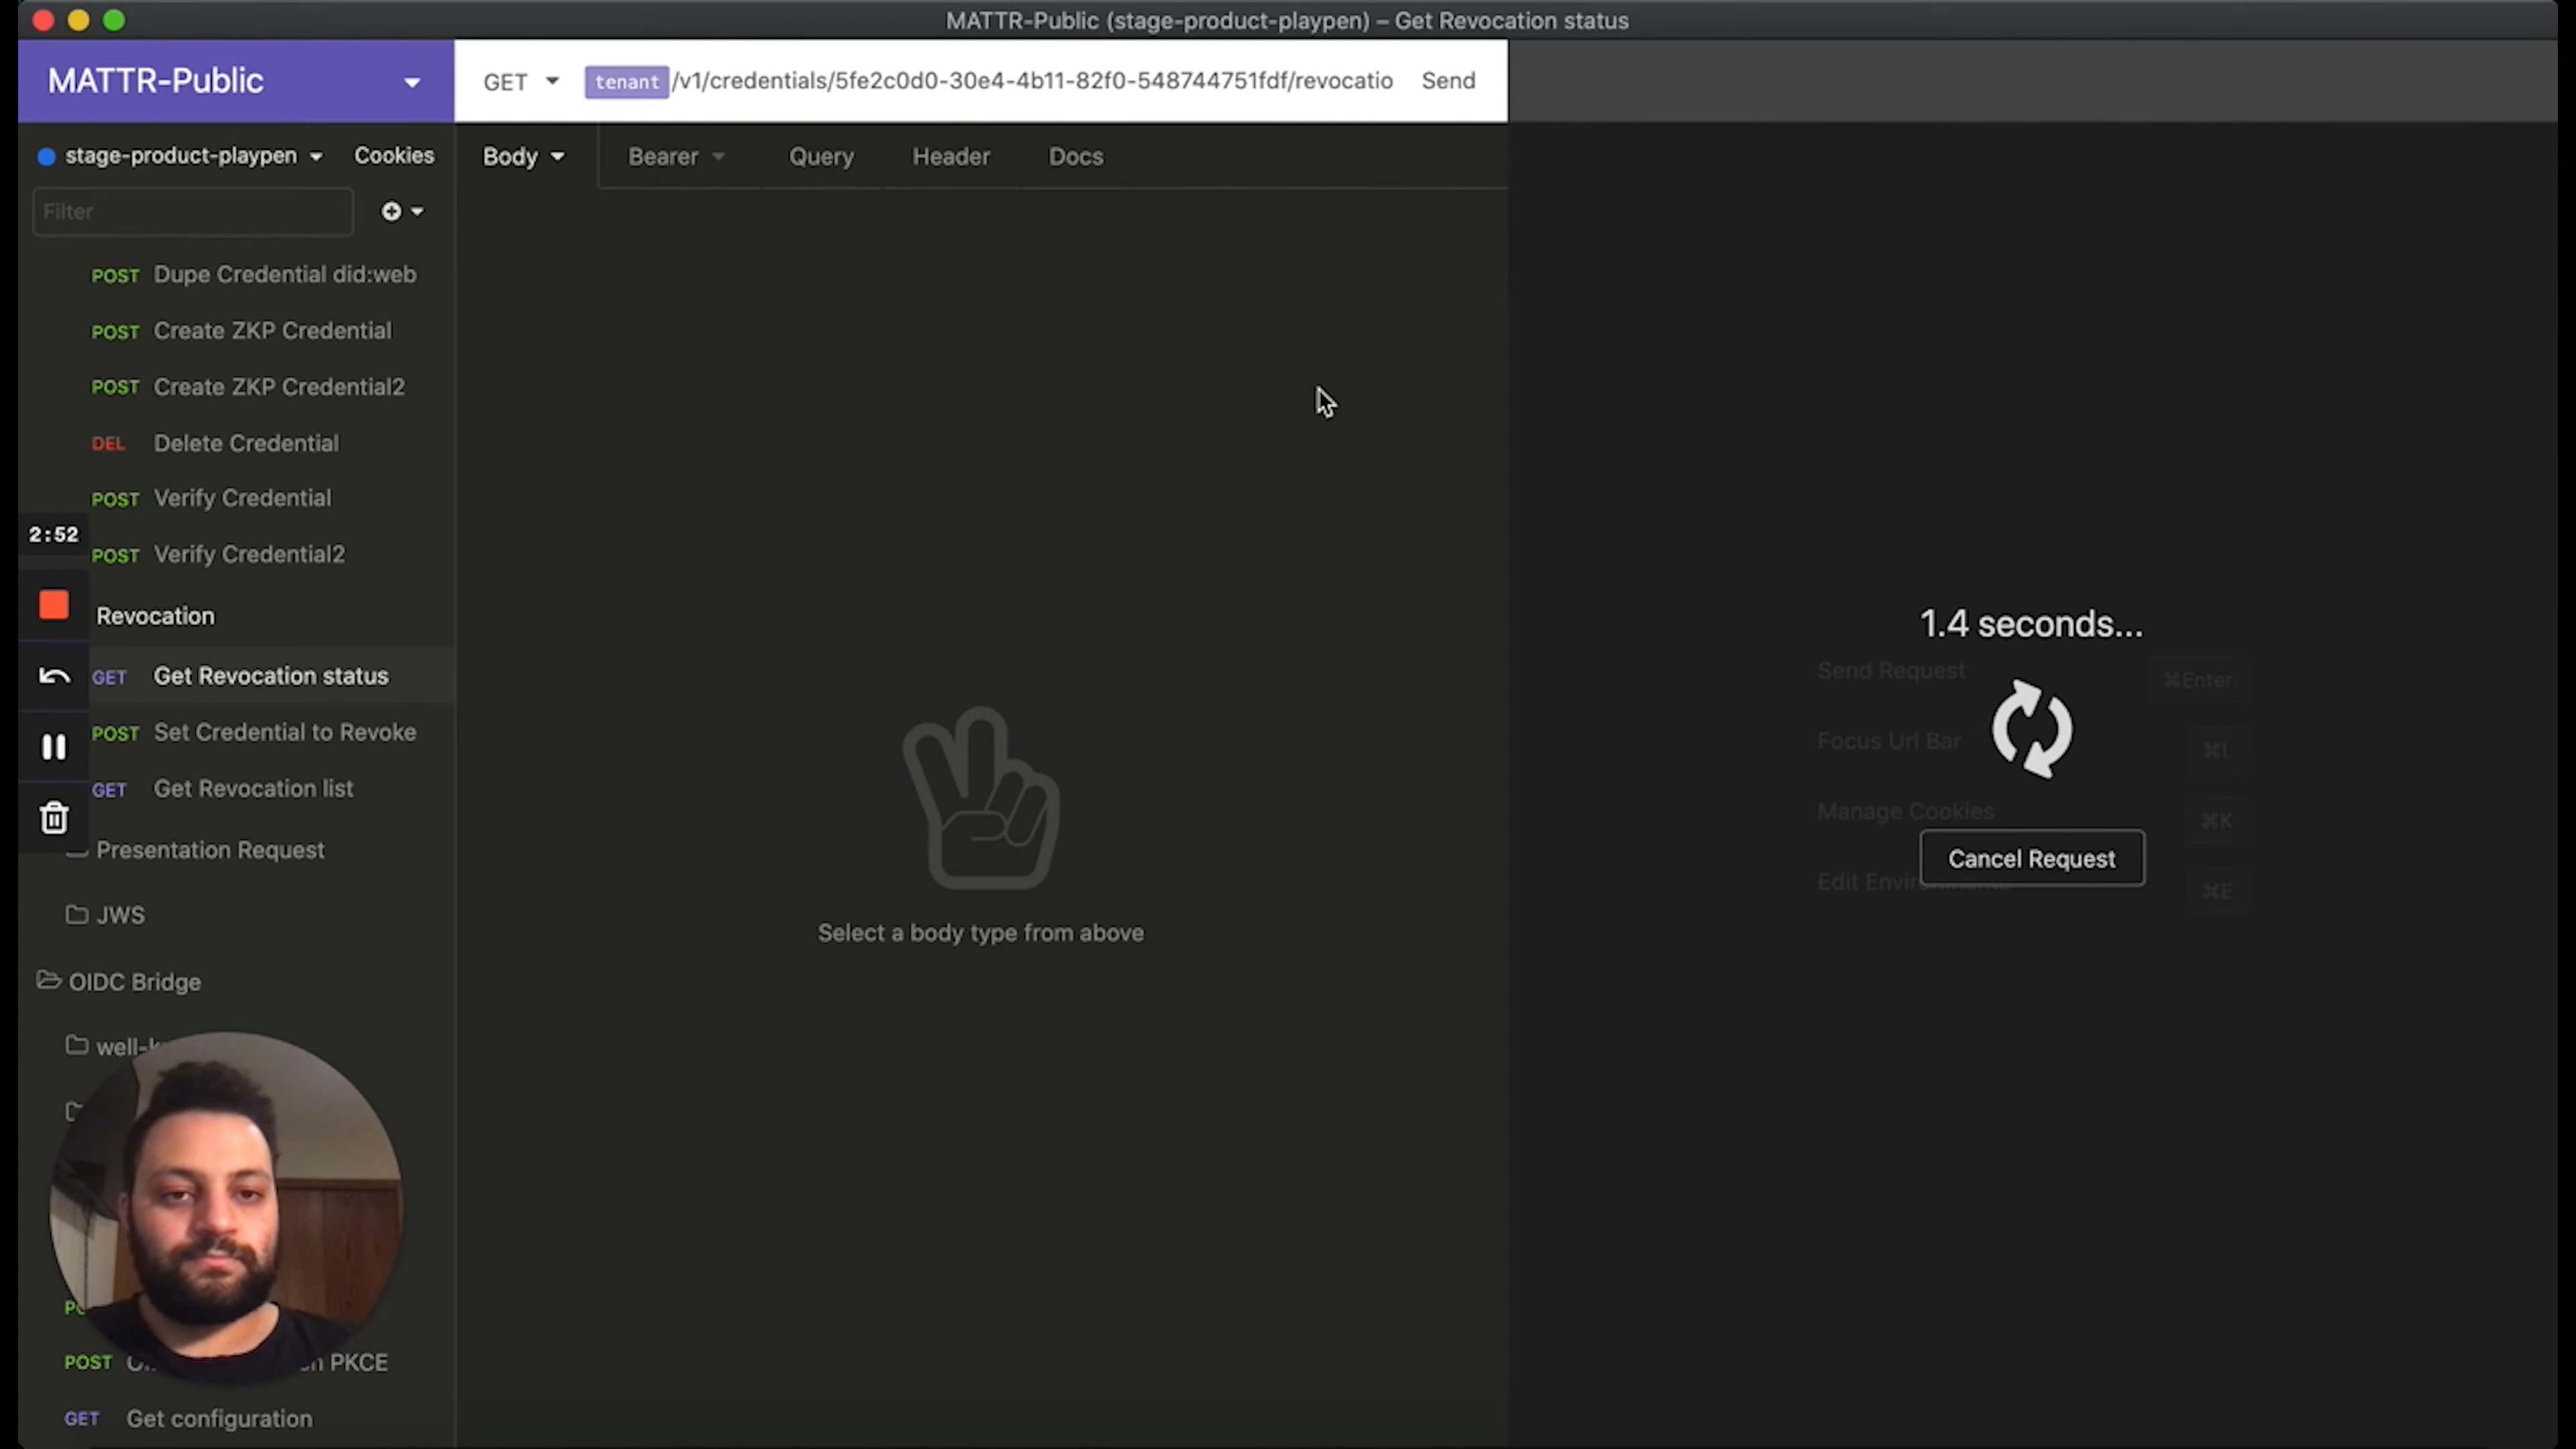 MATTR-Public (stage-product-playpen) – Get Revocation status
MATTR-Public
GET
tenant /v1/credentials/5fe2c0d0-30e4-4b11-82f0-548744751fdf/revocatio
Send
stage-product-playpen
Cookies
Body
Bearer
Query
Header
Docs
Filter
POST Dupe Credential did:web
POST Create ZKP Credential
POST Create ZKP Credential2
DEL Delete Credential
POST Verify Credential
2:52
POST Verify Credential2
Revocation
GET Get Revocation status
POST Set Credential to Revoke
GET Get Revocation list
Presentation Request
JWS
OIDC Bridge
POST
PKCE
GET Get configuration
Select a body type from above
1.4 seconds...
Send Request ⌘Enter
Focus Url Bar ⌘L
Manage Cookies ⌘K
Cancel Request
Edit ⌘E